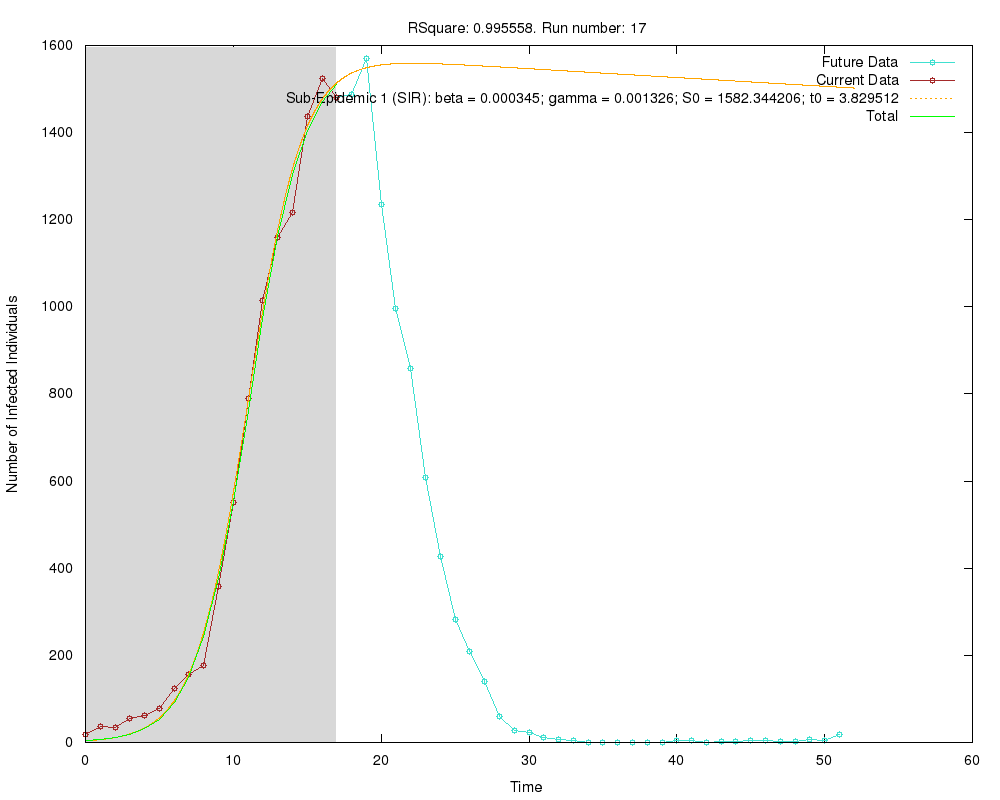 RSquare: 0.995558. Run number: 17
1600
1400
1200
1000
800
600
400
200
0
Number of Infected Individuals
Future Data
Current Data
Sub-Epidemic 1 (SIR): beta = 0.000345; gamma = 0.001326; S0 = 1582.344206; t0 = 3.829512
Total
0 10 20 30 40 50 60
Time